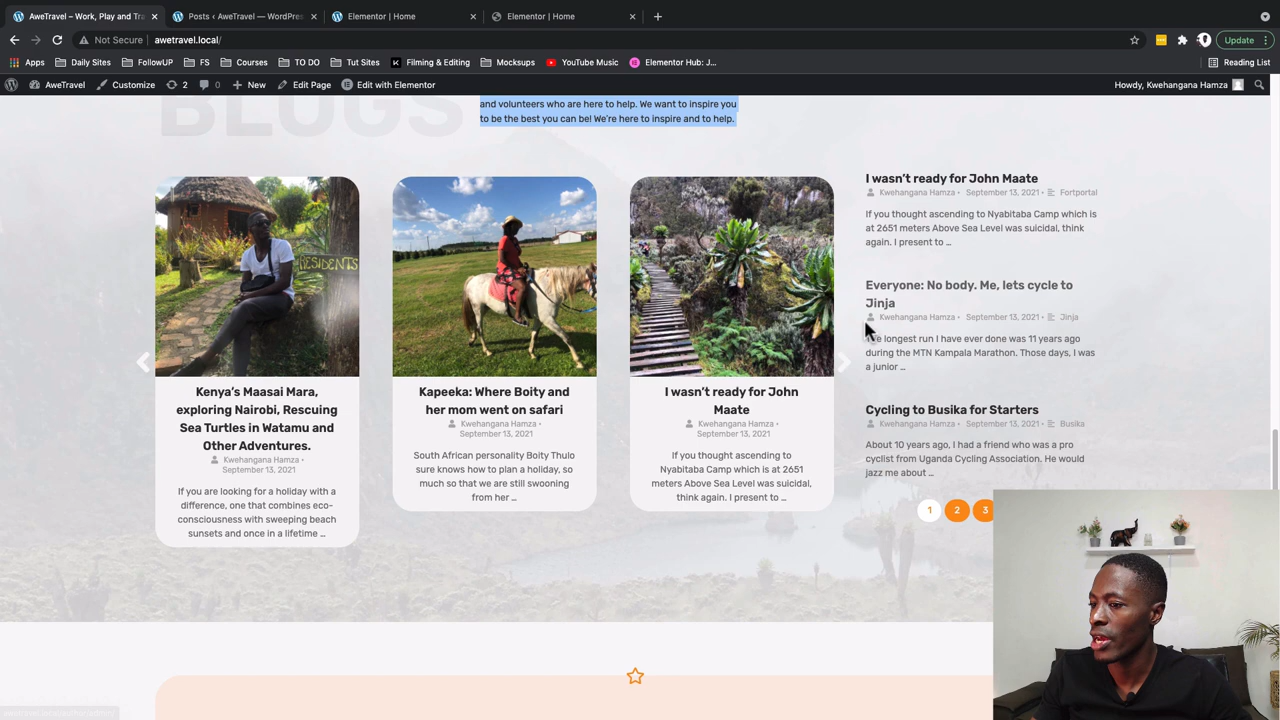 AweTravel – Work, Play and Tra
Posts ‹ AweTravel — WordPres
Elementor | Home
Elementor | Home
Not Secure
awetravel.local/
Update
Apps
Daily Sites
FollowUP
FS
Courses
TO DO
Tut Sites
Filming & Editing
Mockups
YouTube Music
Elementor Hub: J...
Reading List
AweTravel
Customize
2
0
New
Edit Page
Edit with Elementor
Howdy, Kwehangana Hamza
BLOGS
and volunteers who are here to help. We want to inspire you
to be the best you can be! We're here to inspire and to help.
RESIDENTS
Kenya's Maasai Mara,
exploring Nairobi, Rescuing
Sea Turtles in Watamu and
Other Adventures.
Kwehangana Hamza •
September 13, 2021
If you are looking for a holiday with a
difference, one that combines eco-
consciousness with sweeping beach
sunsets and once in a lifetime ...
Kapeeka: Where Boity and
her mom went on safari
Kwehangana Hamza •
September 13, 2021
South African personality Boity Thulo
sure knows how to plan a holiday, so
much so that we are still swooning
from her ...
I wasn't ready for John
Maate
Kwehangana Hamza •
September 13, 2021
If you thought ascending to
Nyabitaba Camp which is at 2651
meters Above Sea Level was suicidal,
think again. I present to ...
I wasn't ready for John Maate
Kwehangana Hamza • September 13, 2021 • Fortportal
If you thought ascending to Nyabitaba Camp which is
at 2651 meters Above Sea Level was suicidal, think
again. I present to ...
Everyone: No body. Me, lets cycle to
Jinja
Kwehangana Hamza • September 13, 2021 • Jinja
longest run I have ever done was 11 years ago
during the MTN Kampala Marathon. Those days, I was
a junior ...
Cycling to Busika for Starters
Kwehangana Hamza • September 13, 2021 • Busika
About 10 years ago, I had a friend who was a pro
cyclist from Uganda Cycling Association. He would
jazz me about ...
1 2 3